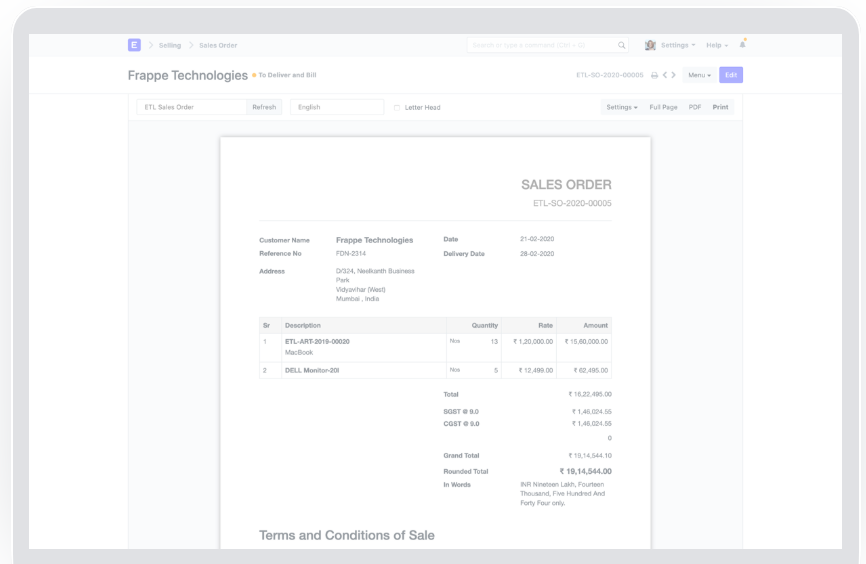 E > Selling > Sales Order Search or type a command (Ctrl + G) Settings Help
Frappe Technologies To Deliver and Bill ETL-SO-2020-00005 Menu Edit
ETL Sales Order Refresh English Letter Head Settings Full Page PDF Print
SALES ORDER
ETL-SO-2020-00005
Customer Name Frappe Technologies Date 21-02-2020
Reference No FDN-2314 Delivery Data 28-02-2020
Address D/324, Neelkanth Business
Park
Vidyavihar (West)
Mumbai , India
Sr Description Quantity Rate Amount
1 ETL-ART-2019-00020 Nos 13 ₹ 1,20,000.00 ₹ 15,60,000.00
MacBook
2 DELL Monitor-20I Nos 5 ₹ 12,499.00 ₹ 62,495.00
Total ₹ 16,22,495.00
SGST @ 9.0 ₹ 1,46,024.55
CGST @ 9.0 ₹ 1,46,024.55
0
Grand Total ₹ 19,14,544.10
Rounded Total ₹ 19,14,544.00
In Words INR Nineteen Lakh, Fourteen
Thousand, Five Hundred And
Forty Four only.
Terms and Conditions of Sale